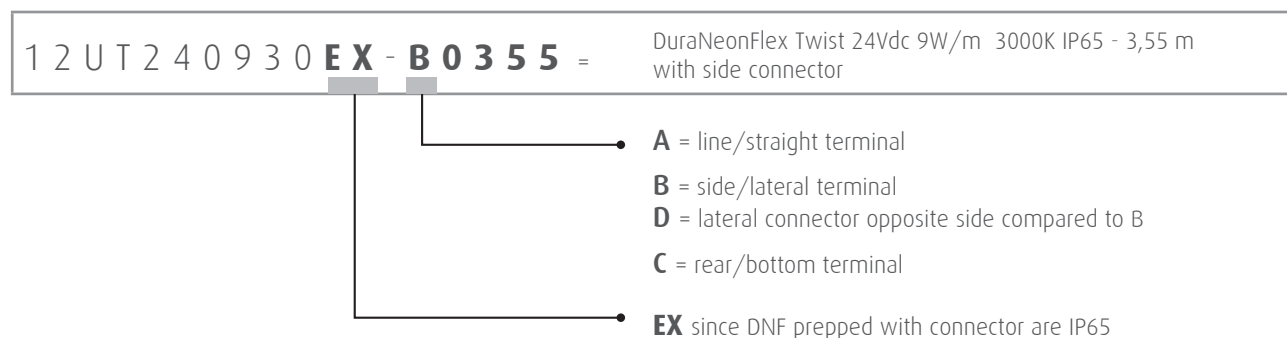 12UT240930EX-B0355 =
DuraNeonFlex Twist 24Vdc 9W/m 3000K IP65 - 3,55 m
with side connector
A = line/straight terminal
B = side/lateral terminal
D = lateral connector opposite side compared to B
C = rear/bottom terminal
EX since DNF prepped with connector are IP65